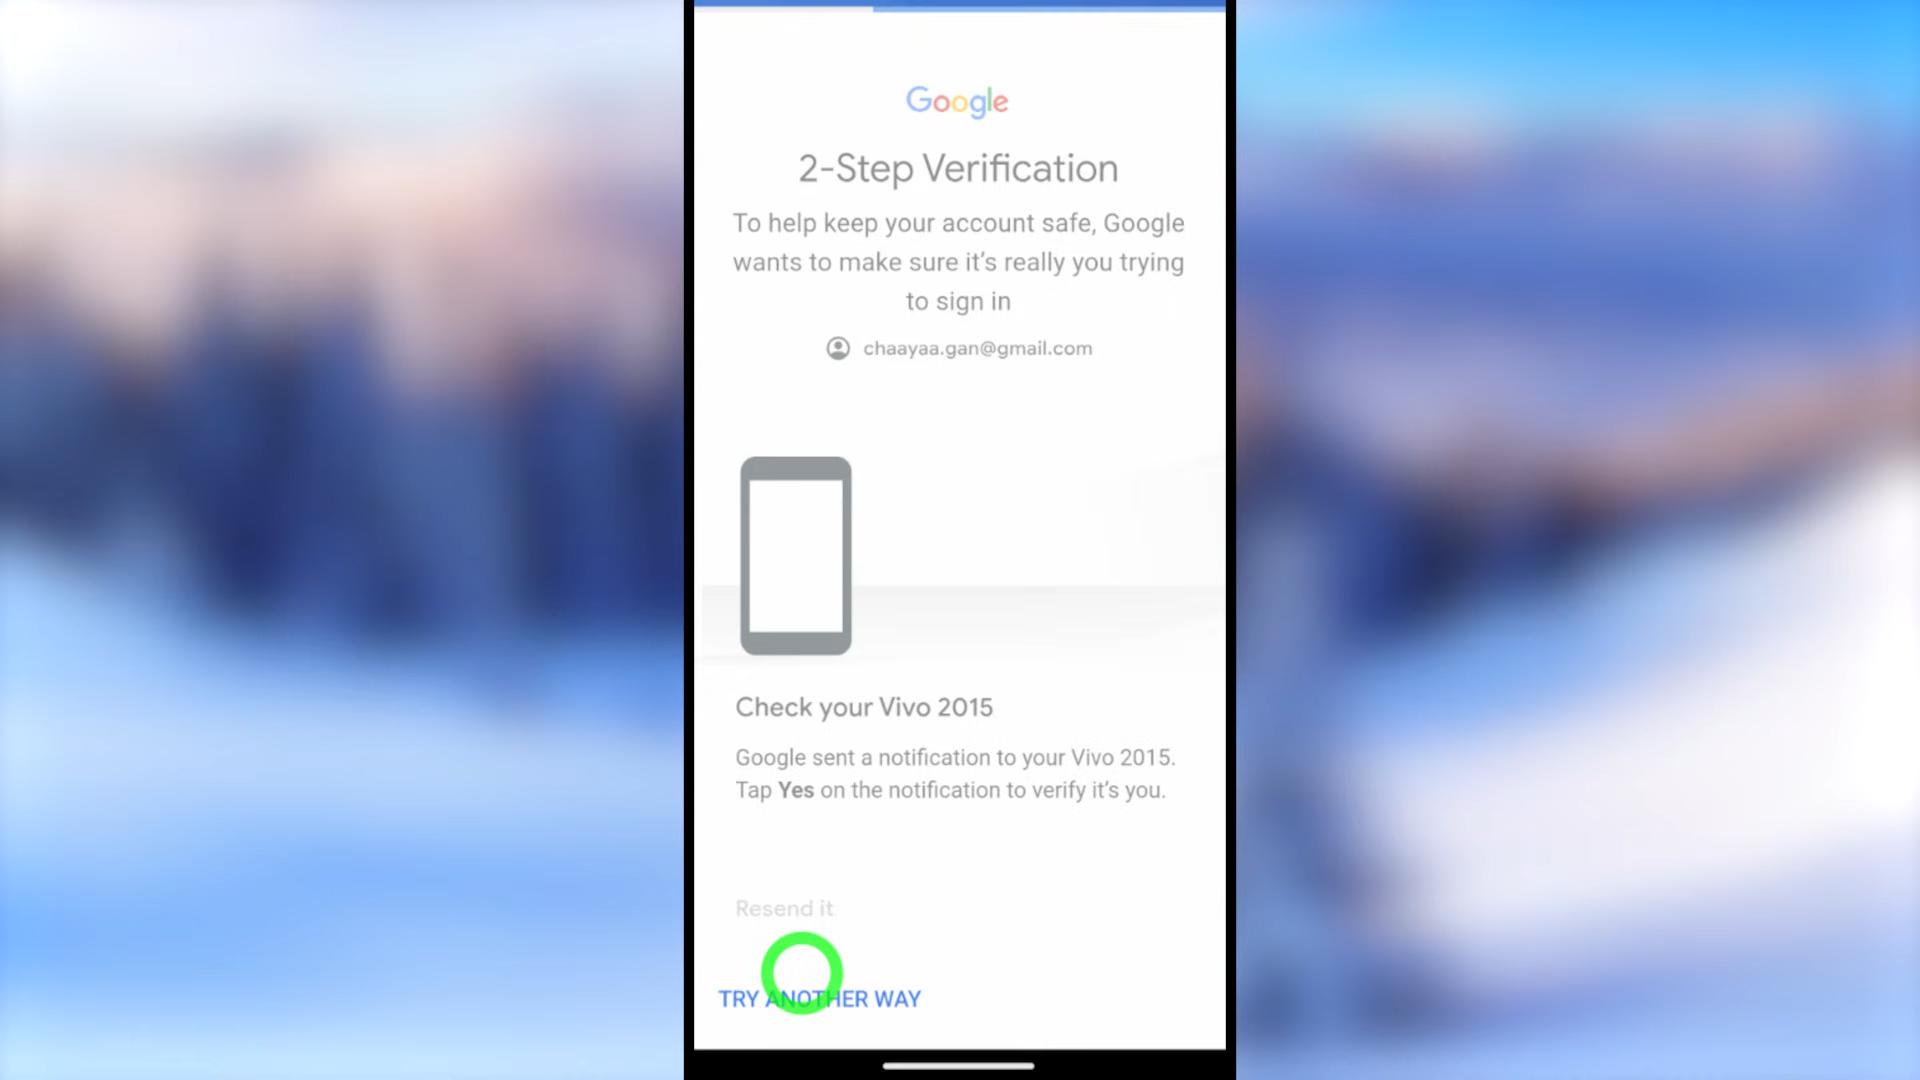 Google
2-Step Verification
To help keep your account safe, Google
wants to make sure it’s really you trying
to sign in
chaayaa.gan@gmail.com
Check your Vivo 2015
Google sent a notification to your Vivo 2015.
Tap Yes on the notification to verify it’s you.
Resend it
TRY ANOTHER WAY